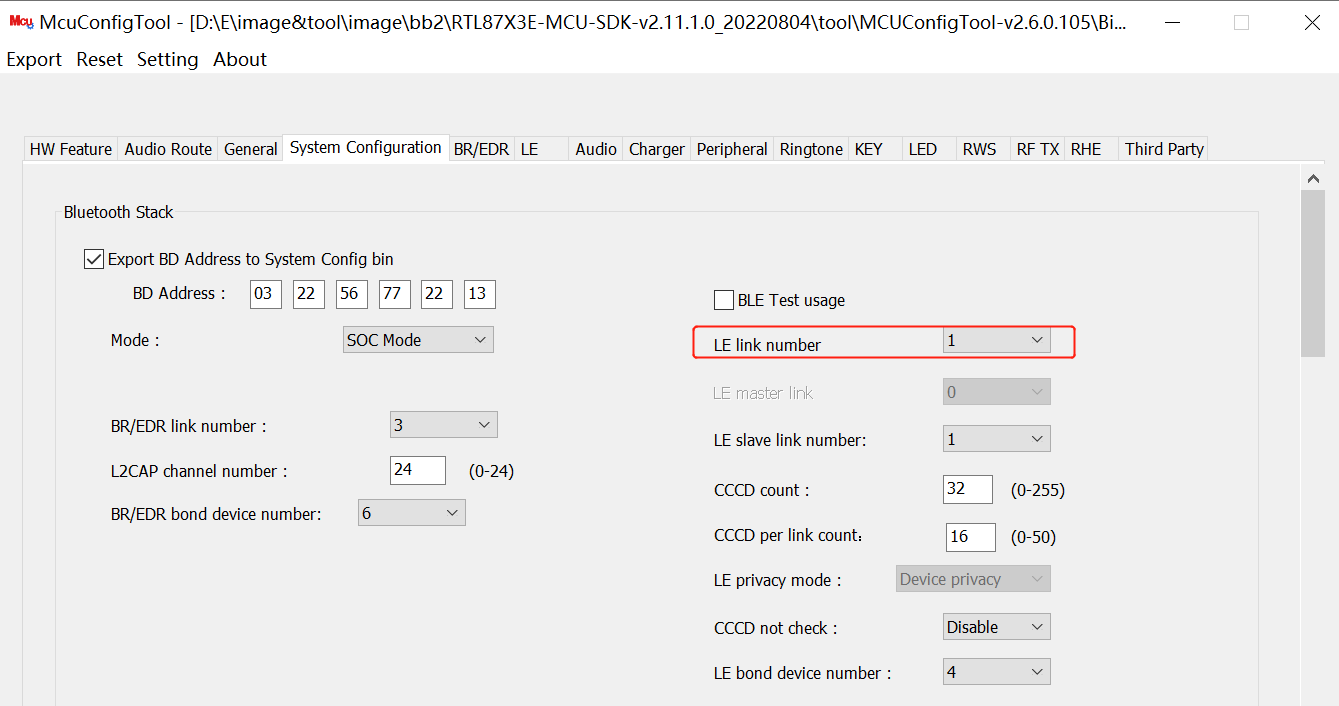 Mcu McuConfigTool - [D:\E\image&tool\image\bb2\RTL87X3E-MCU-SDK-v2.11.1.0_20220804\tool\MCUConfigTool-v2.6.0.105\Bi...
Export Reset Setting About
HW Feature Audio Route General System Configuration BR/EDR LE Audio Charger Peripheral Ringtone KEY LED RWS RF TX RHE Third Party
Bluetooth Stack
Export BD Address to System Config bin
BD Address : 03 22 56 77 22 13
BLE Test usage
Mode : SOC Mode
LE link number 1
LE master link 0
BR/EDR link number : 3
LE slave link number: 1
L2CAP channel number : 24 (0-24)
CCCD count : 32 (0-255)
BR/EDR bond device number: 6
CCCD per link count: 16 (0-50)
LE privacy mode : Device privacy
CCCD not check : Disable
LE bond device number : 4